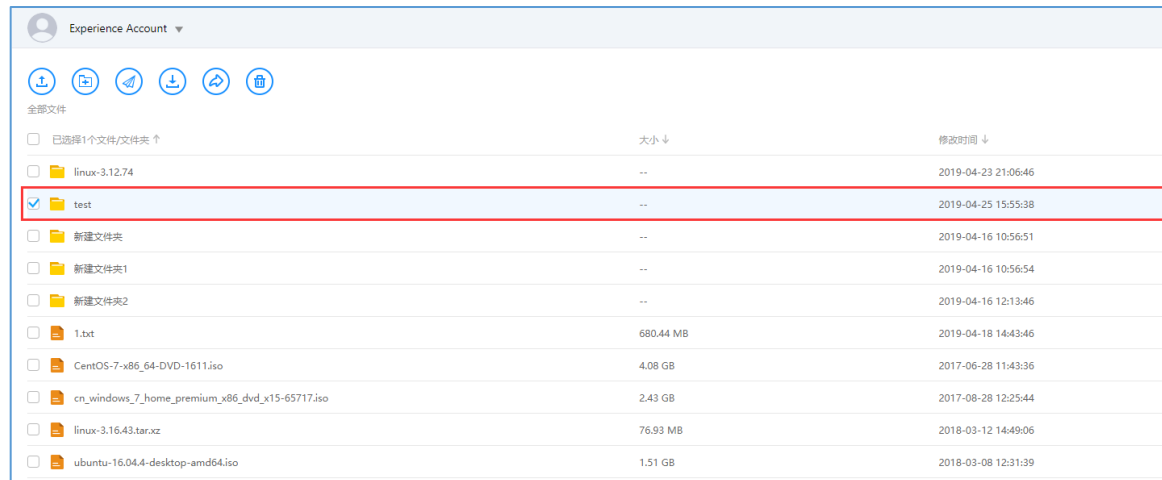 Experience Account
全部文件
已选择1个文件/文件夹 大小 修改时间
linux-3.12.74 -- 2019-04-23 21:06:46
test -- 2019-04-25 15:55:38
新建文件夹 -- 2019-04-16 10:56:51
新建文件夹1 -- 2019-04-16 10:56:54
新建文件夹2 -- 2019-04-16 12:13:46
1.txt 680.44 MB 2019-04-18 14:43:46
CentOS-7-x86_64-DVD-1611.iso 4.08 GB 2017-06-28 11:43:36
cn_windows_7_home_premium_x86_dvd_x15-65717.iso 2.43 GB 2017-08-28 12:25:44
linux-3.16.43.tar.xz 76.93 MB 2018-03-12 14:49:06
ubuntu-16.04.4-desktop-amd64.iso 1.51 GB 2018-03-08 12:31:39